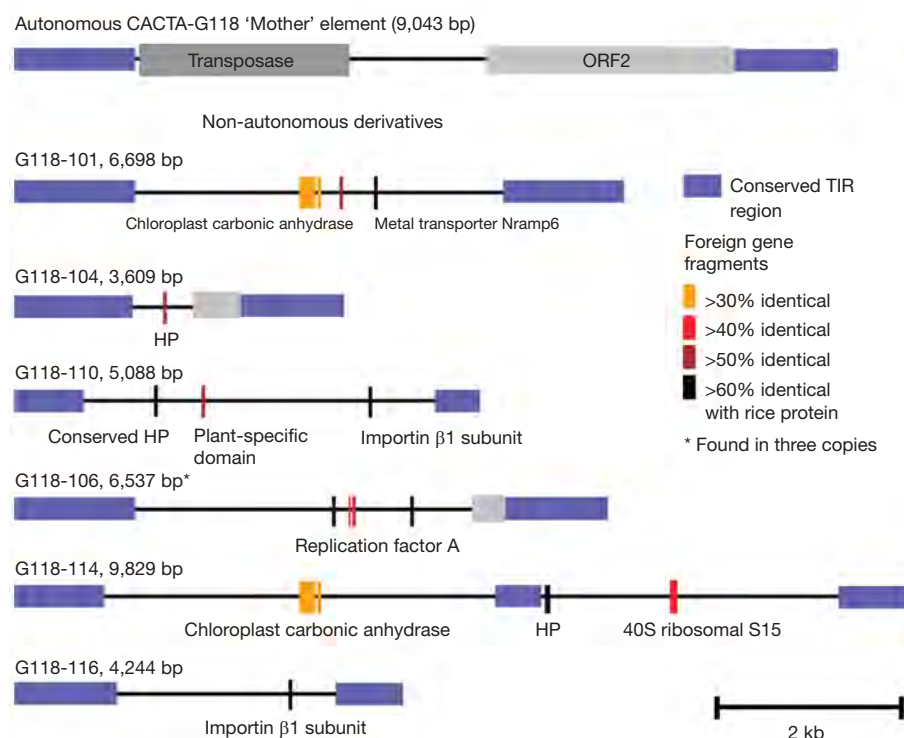 Autonomous CACTA-G118 ‘Mother’ element (9,043 bp)
Transposase
ORF2
Non-autonomous derivatives
G118-101, 6,698 bp
Chloroplast carbonic anhydrase
Metal transporter Nramp6
G118-104, 3,609 bp
HP
G118-110, 5,088 bp
Conserved HP
Plant-specific
domain
Importin β1 subunit
G118-106, 6,537 bp*
Replication factor A
G118-114, 9,829 bp
Chloroplast carbonic anhydrase
HP
40S ribosomal S15
G118-116, 4,244 bp
Importin β1 subunit
Conserved TIR
region
Foreign gene
fragments
>30% identical
>40% identical
>50% identical
>60% identical
with rice protein
* Found in three copies
2 kb